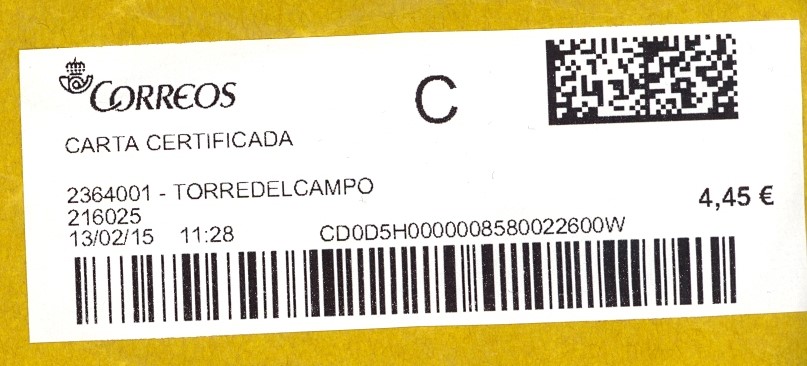 CORREOS
C
CARTA CERTIFICADA
2364001 - TORREDELCAMPO
4,45 €
216025
13/02/15 11:28 CD0D5H0000008580022600W